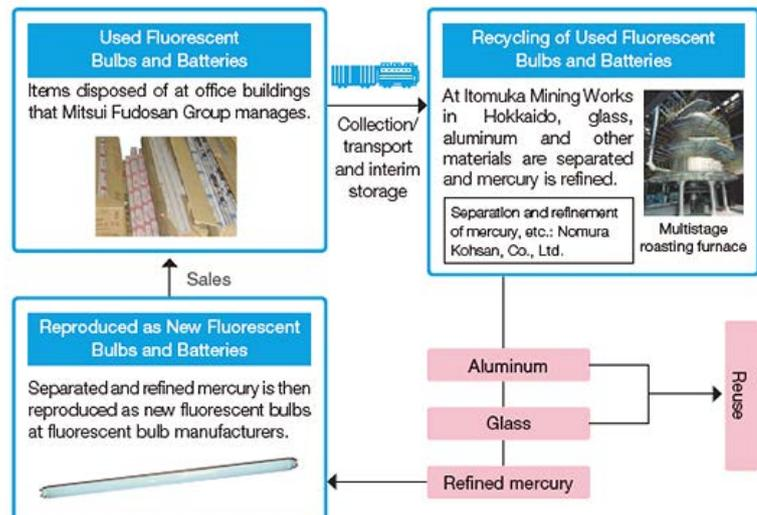 Used Fluorescent
Bulbs and Batteries
Items disposed of at office buildings
that Mitsui Fudosan Group manages.
Collection/
transport
and interim
storage
Recycling of Used Fluorescent
Bulbs and Batteries
At Itomuka Mining Works
in Hokkaido, glass,
aluminum and other
materials are separated
and mercury is refined.
Separation and refinement
of mercury, etc.: Nomura
Kohsan, Co., Ltd.
Multistage
roasting furnace
Aluminum
Glass
Refined mercury
Reuse
Reproduced as New Fluorescent
Bulbs and Batteries
Separated and refined mercury is then
reproduced as new fluorescent bulbs
at fluorescent bulb manufacturers.
Sales